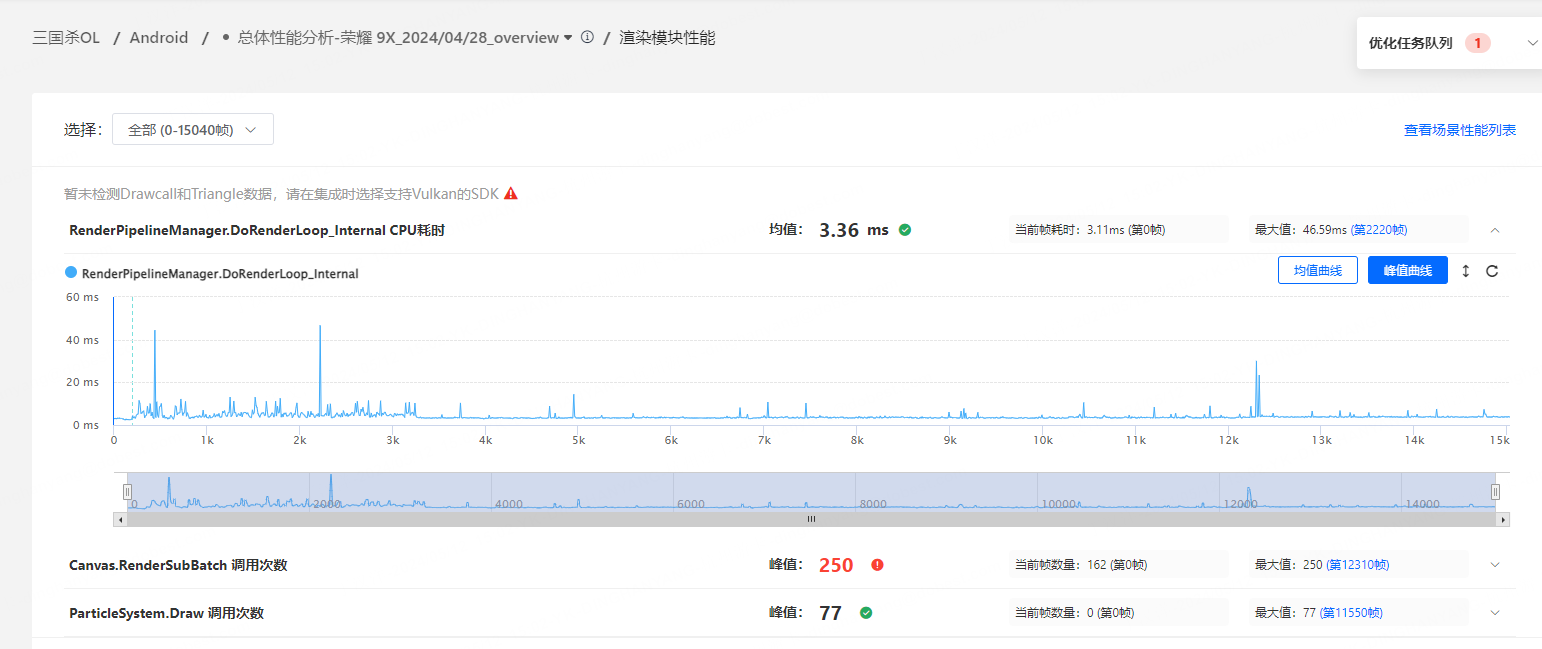 三国杀OL / Android / • 总体性能分析-荣耀 9X_2024/04/28_overview / 渲染模块性能
优化任务队列 1
选择： 全部 (0-15040帧)
查看场景性能列表
暂未检测Drawcall和Triangle数据，请在集成时选择支持Vulkan的SDK
RenderPipelineManager.DoRenderLoop_Internal CPU耗时 均值： 3.36 ms 当前帧耗时：3.11ms (第0帧) 最大值：46.59ms (第2220帧)
RenderPipelineManager.DoRenderLoop_Internal 均值曲线 峰值曲线
60 ms
40 ms
20 ms
0 ms
0 1k 2k 3k 4k 5k 6k 7k 8k 9k 10k 11k 12k 13k 14k 15k
0 2000 4000 6000 8000 10000 12000 14000
Canvas.RenderSubBatch 调用次数 峰值： 250 当前帧数量：162 (第0帧) 最大值：250 (第12310帧)
ParticleSystem.Draw 调用次数 峰值： 77 当前帧数量：0 (第0帧) 最大值：77 (第11550帧)